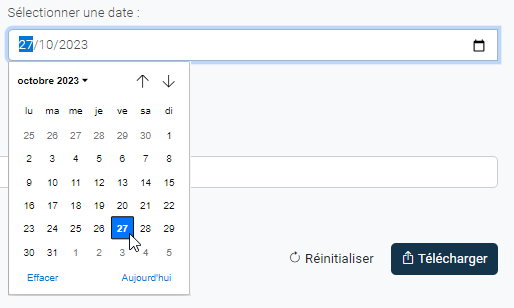 Sélectionner une date :
27/10/2023
octobre 2023
lu ma me je ve sa di
25 26 27 28 29 30 1
2 3 4 5 6 7 8
9 10 11 12 13 14 15
16 17 18 19 20 21 22
23 24 25 26 27 28 29
30 31 1 2 3 4 5
Effacer Aujourd'hui
Réinitialiser Télécharger